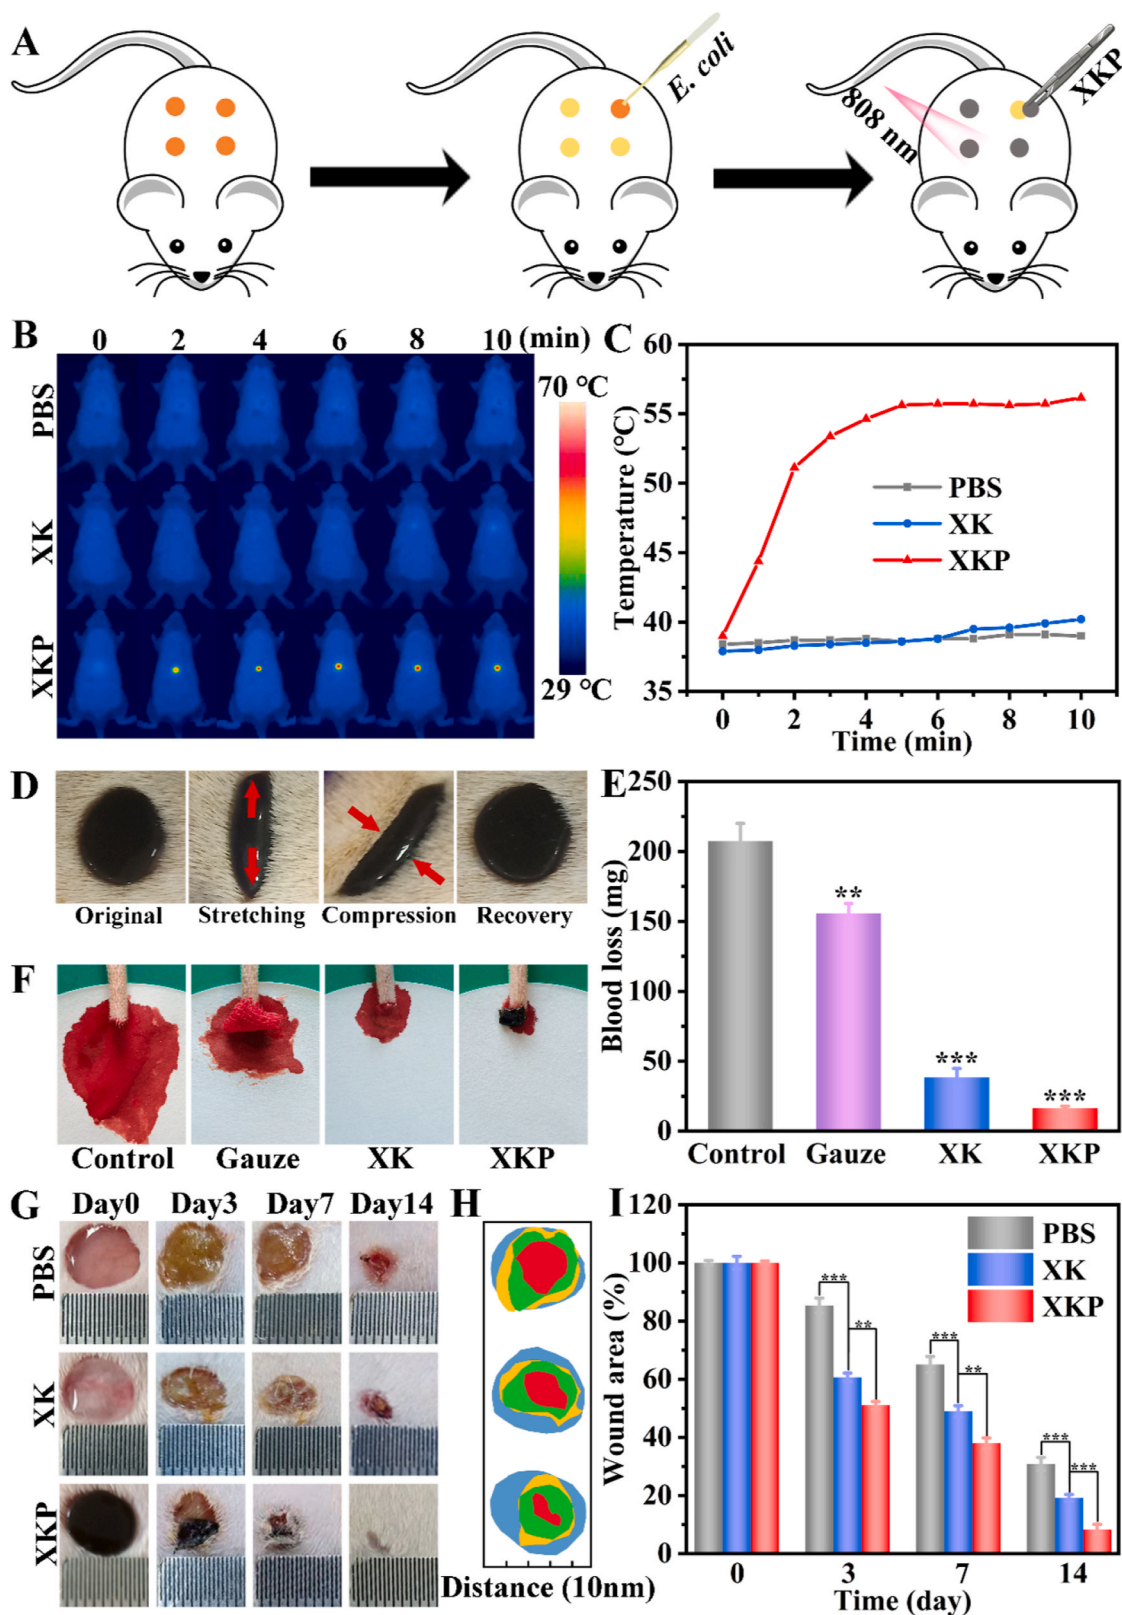 A
E. coli
808 nm
XKP
B
0 2 4 6 8 10 (min)
PBS
XK
XKP
70 °C
29 °C
C
60
55
50
45
40
35
Temperature (°C)
PBS
XK
XKP
0 2 4 6 8 10
Time (min)
D
Original Stretching Compression Recovery
E
250
200
150
100
50
0
Blood loss (mg)
**
***
***
Control Gauze XK XKP
F
Control Gauze XK XKP
G
Day0 Day3 Day7 Day14
PBS
XK
XKP
H
Distance (10nm)
I
120
100
80
60
40
20
0
Wound area (%)
PBS
XK
XKP
***
**
***
**
***
***
0 3 7 14
Time (day)